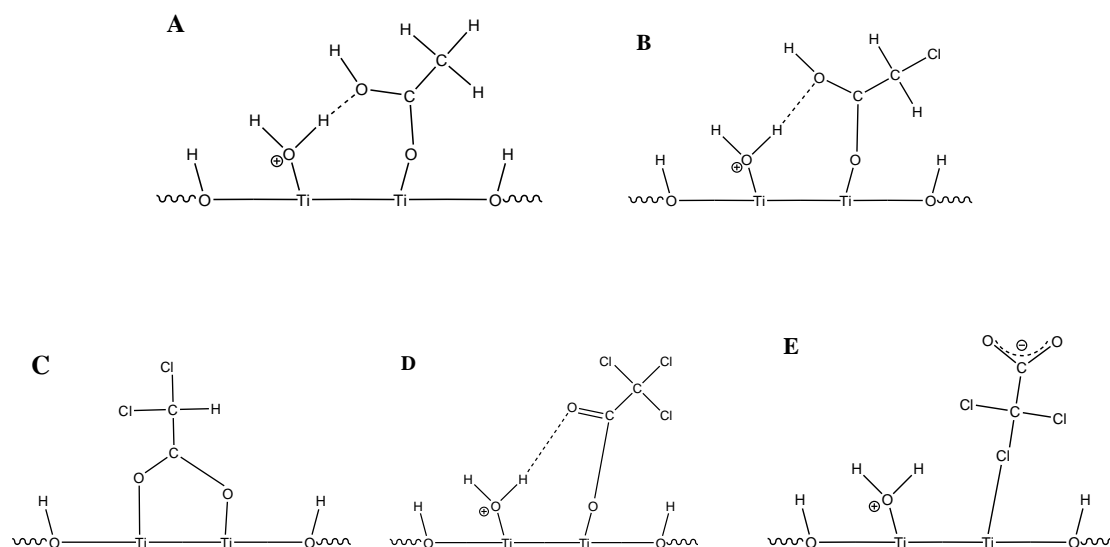 A
H H
H C
O C H
H H
H ⊕ O O H
O Ti Ti O
B
H H Cl
O C
C H
H H
H ⊕ O O H
O Ti Ti O
C
Cl
Cl C H
C
O
O
H H
O Ti Ti O
D
Cl Cl
C
O C Cl
H H
H ⊕ O O H
O Ti Ti O
E
O ⊖ O
C
Cl C Cl
Cl
H H
H ⊕ O H
O Ti Ti O